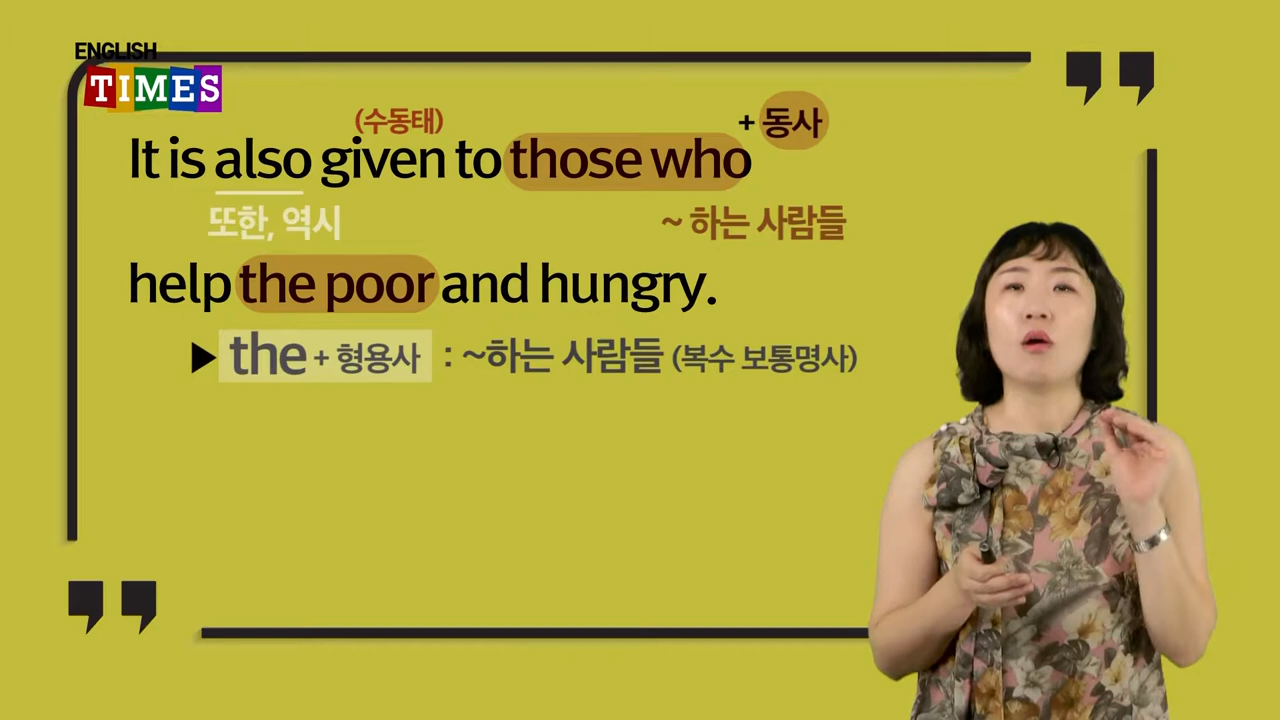 ENGLISH
TIMES
(수동태)
+ 동사
It is also given to those who
또한, 역시
~ 하는 사람들
help the poor and hungry.
▶ the + 형용사 : ~하는 사람들 (복수 보통명사)